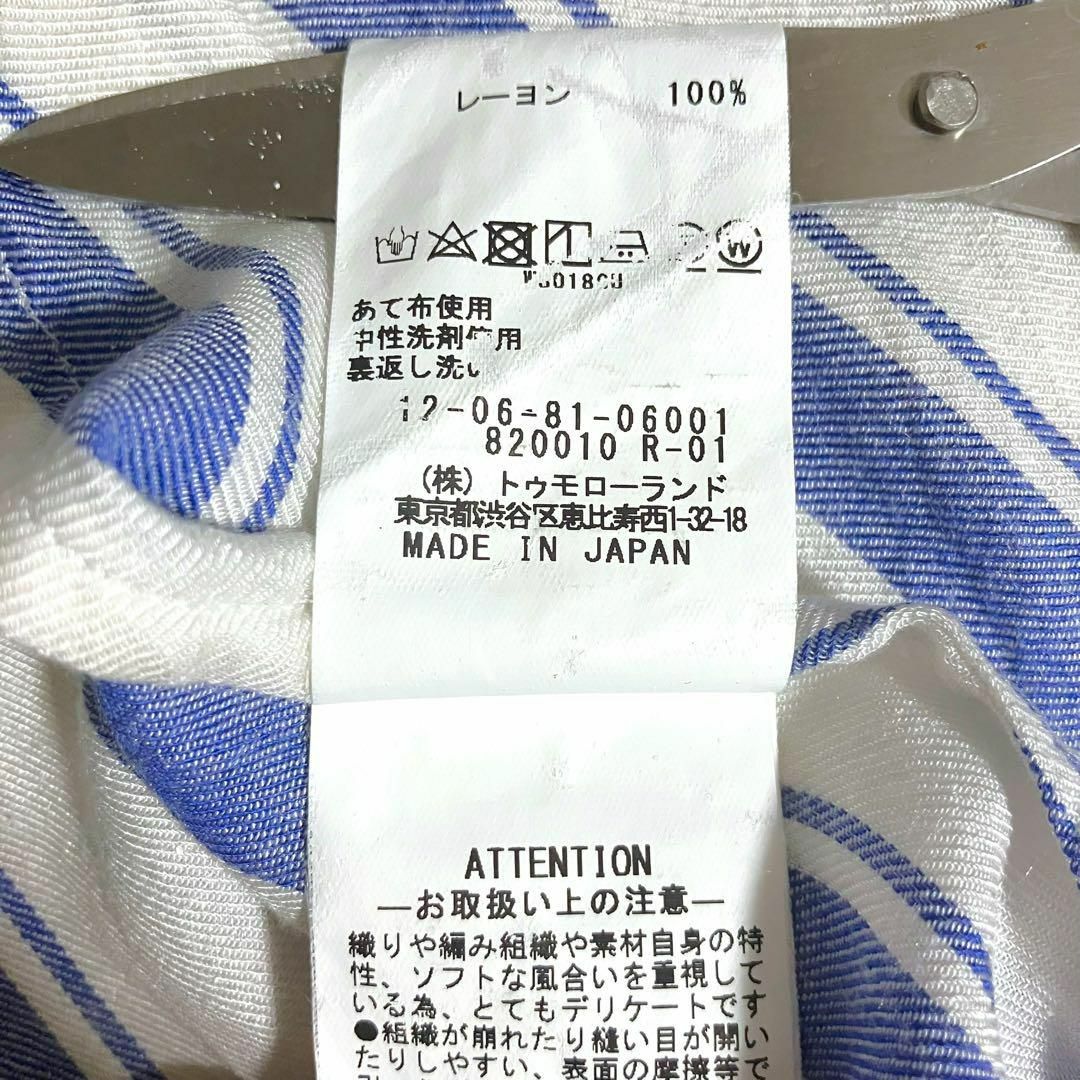 レーヨン 100%
W
あて布使用
中性洗剤使用
裏返し洗い
12-06-81-06001
820010 R-01
(株) トゥモローランド
東京都渋谷区恵比寿西1-32-18
MADE IN JAPAN
ATTENTION
―お取扱い上の注意―
織りや編み組織や素材自身の特
性、ソフトな風合いを重視して
いる為、とてもデリケートです
●組織が崩れたり縫い目が開い
たりしやすい、表面の摩擦等で